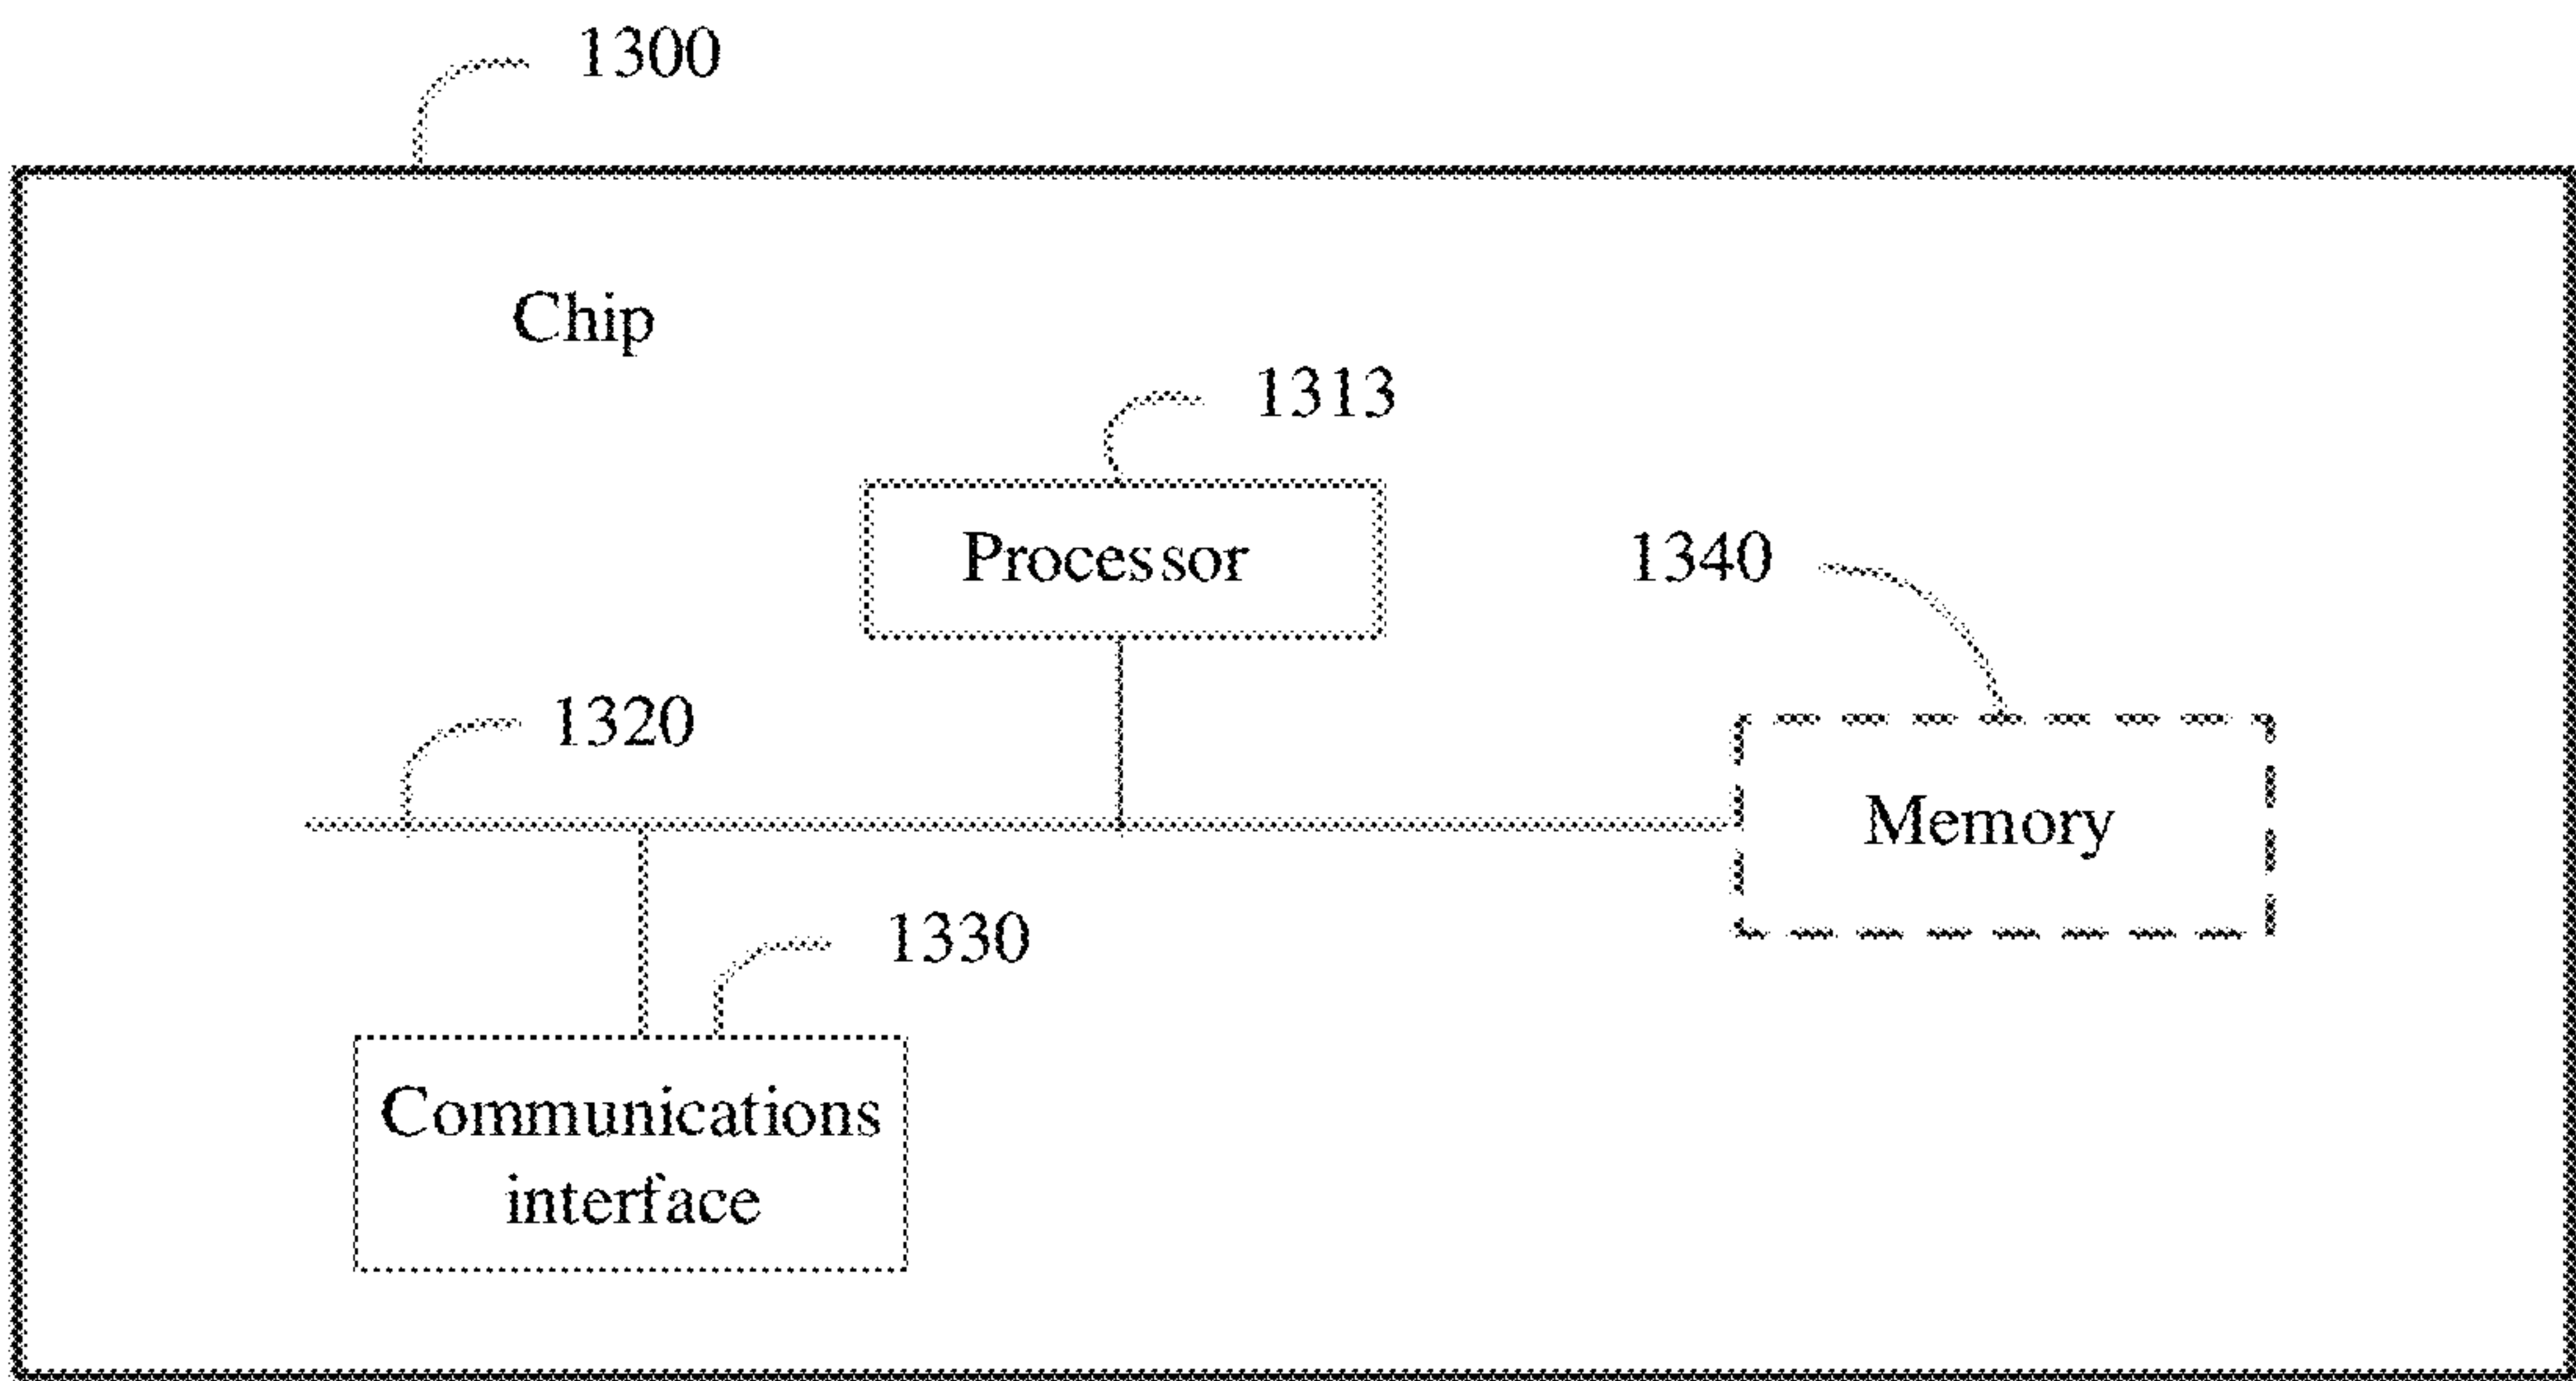 1300
Chip
1313
Processor
1340
1320
Memory
1330
Communications
interface